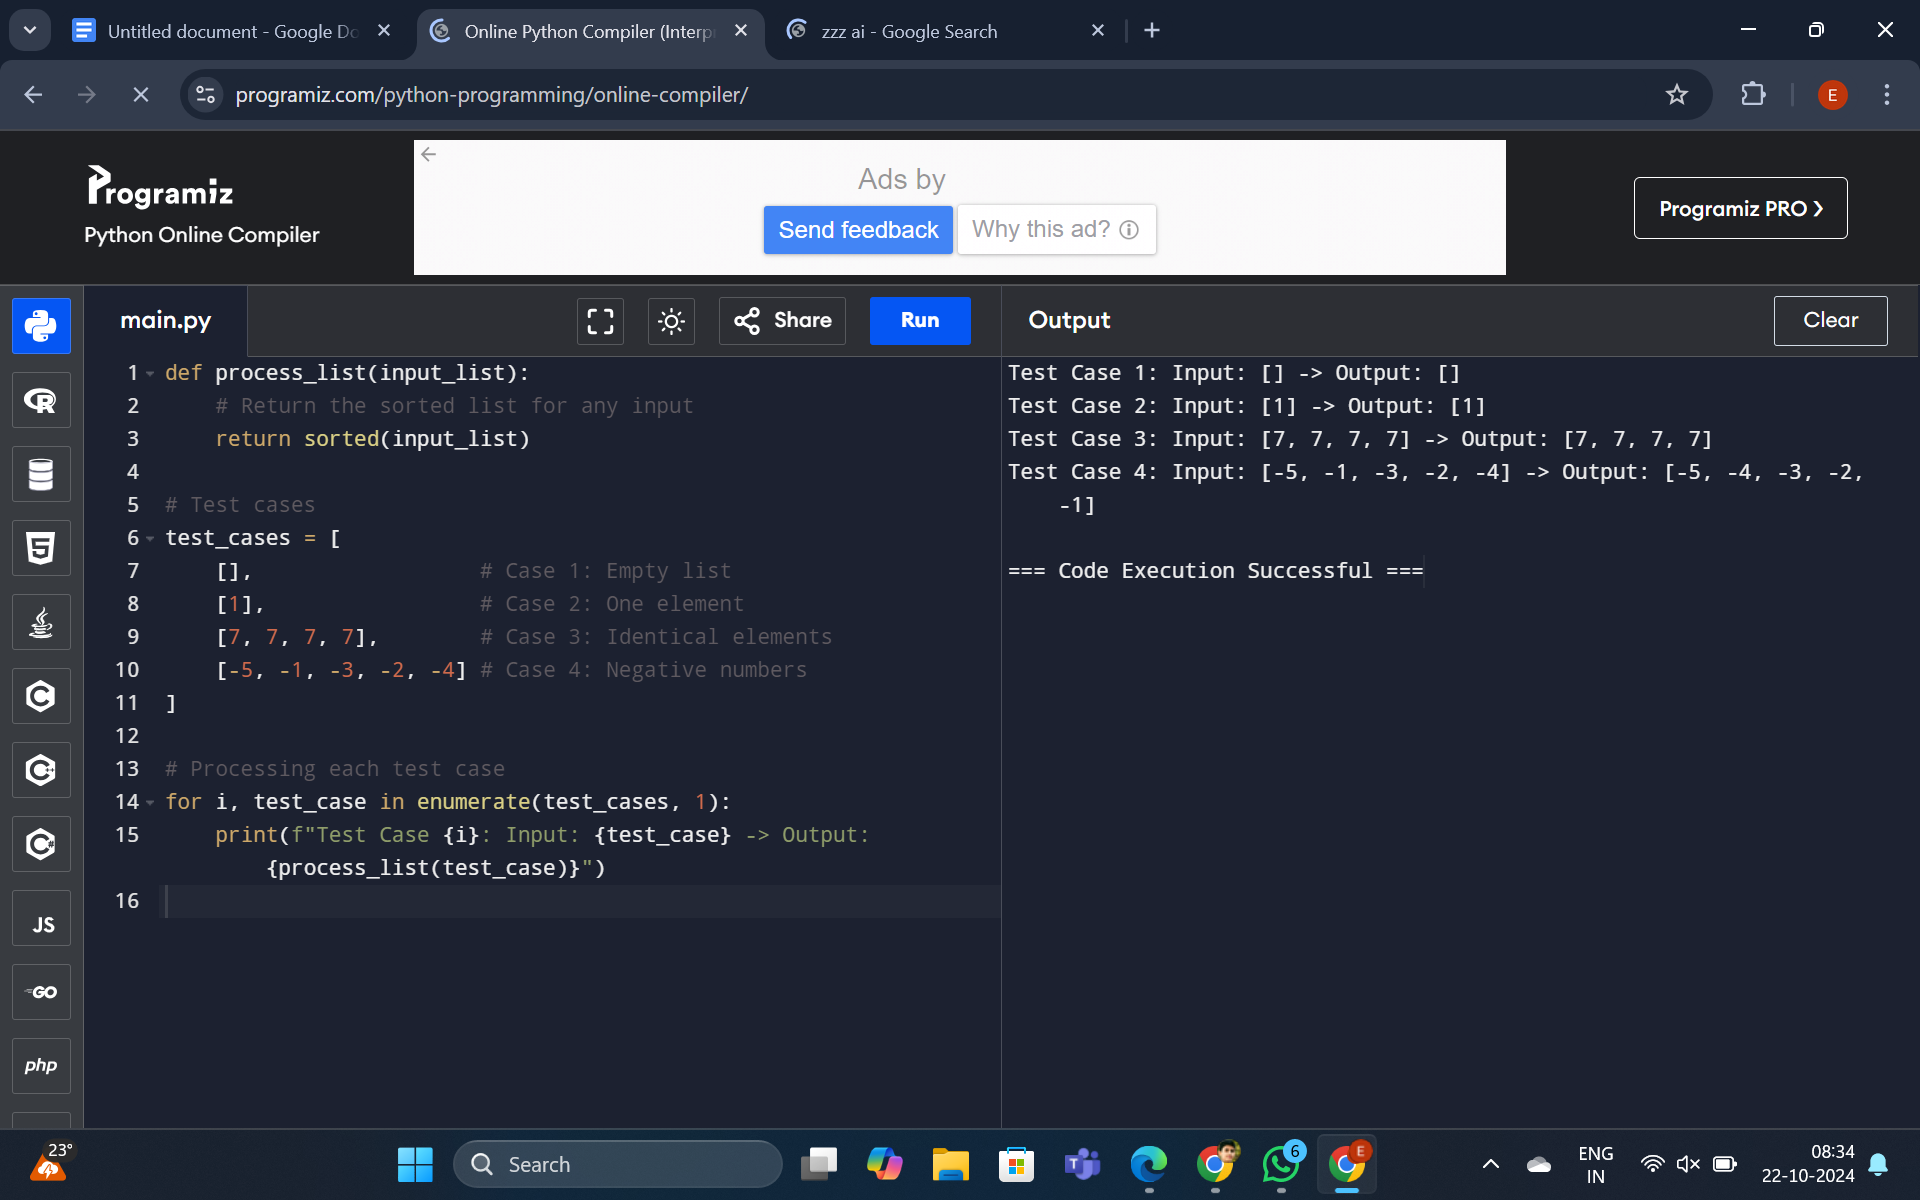 Untitled document - Google Do
Online Python Compiler (Interp
zzz ai - Google Search
programiz.com/python-programming/online-compiler/
E
Programiz
Python Online Compiler
Ads by
Send feedback
Why this ad?
Programiz PRO
main.py
Share
Run
Output
Clear
1 def process_list(input_list):
2     # Return the sorted list for any input
3     return sorted(input_list)
4
5 # Test cases
6 test_cases = [
7     [],                  # Case 1: Empty list
8     [1],                 # Case 2: One element
9     [7, 7, 7, 7],        # Case 3: Identical elements
10     [-5, -1, -3, -2, -4] # Case 4: Negative numbers
11 ]
12
13 # Processing each test case
14 for i, test_case in enumerate(test_cases, 1):
15     print(f"Test Case {i}: Input: {test_case} -> Output:
{process_list(test_case)}")
16
Test Case 1: Input: [] -> Output: []
Test Case 2: Input: [1] -> Output: [1]
Test Case 3: Input: [7, 7, 7, 7] -> Output: [7, 7, 7, 7]
Test Case 4: Input: [-5, -1, -3, -2, -4] -> Output: [-5, -4, -3, -2,
-1]
=== Code Execution Successful ===
R
5
C
C++
C#
JS
GO
php
23°
Search
6
E
ENG
IN
08:34
22-10-2024